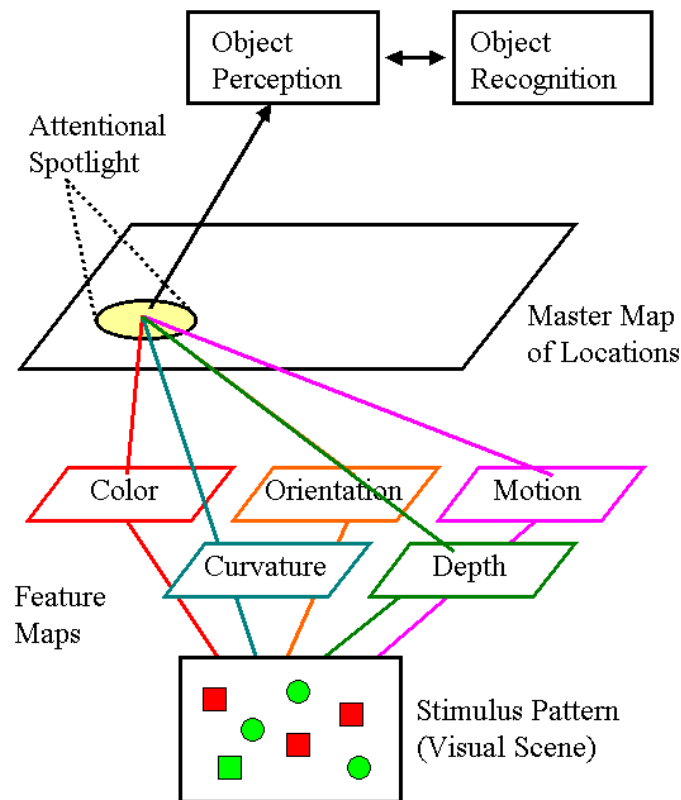 Object
Perception
Object
Recognition
Attentional
Spotlight
Master Map
of Locations
Color
Orientation
Motion
Curvature
Depth
Feature
Maps
Stimulus Pattern
(Visual Scene)